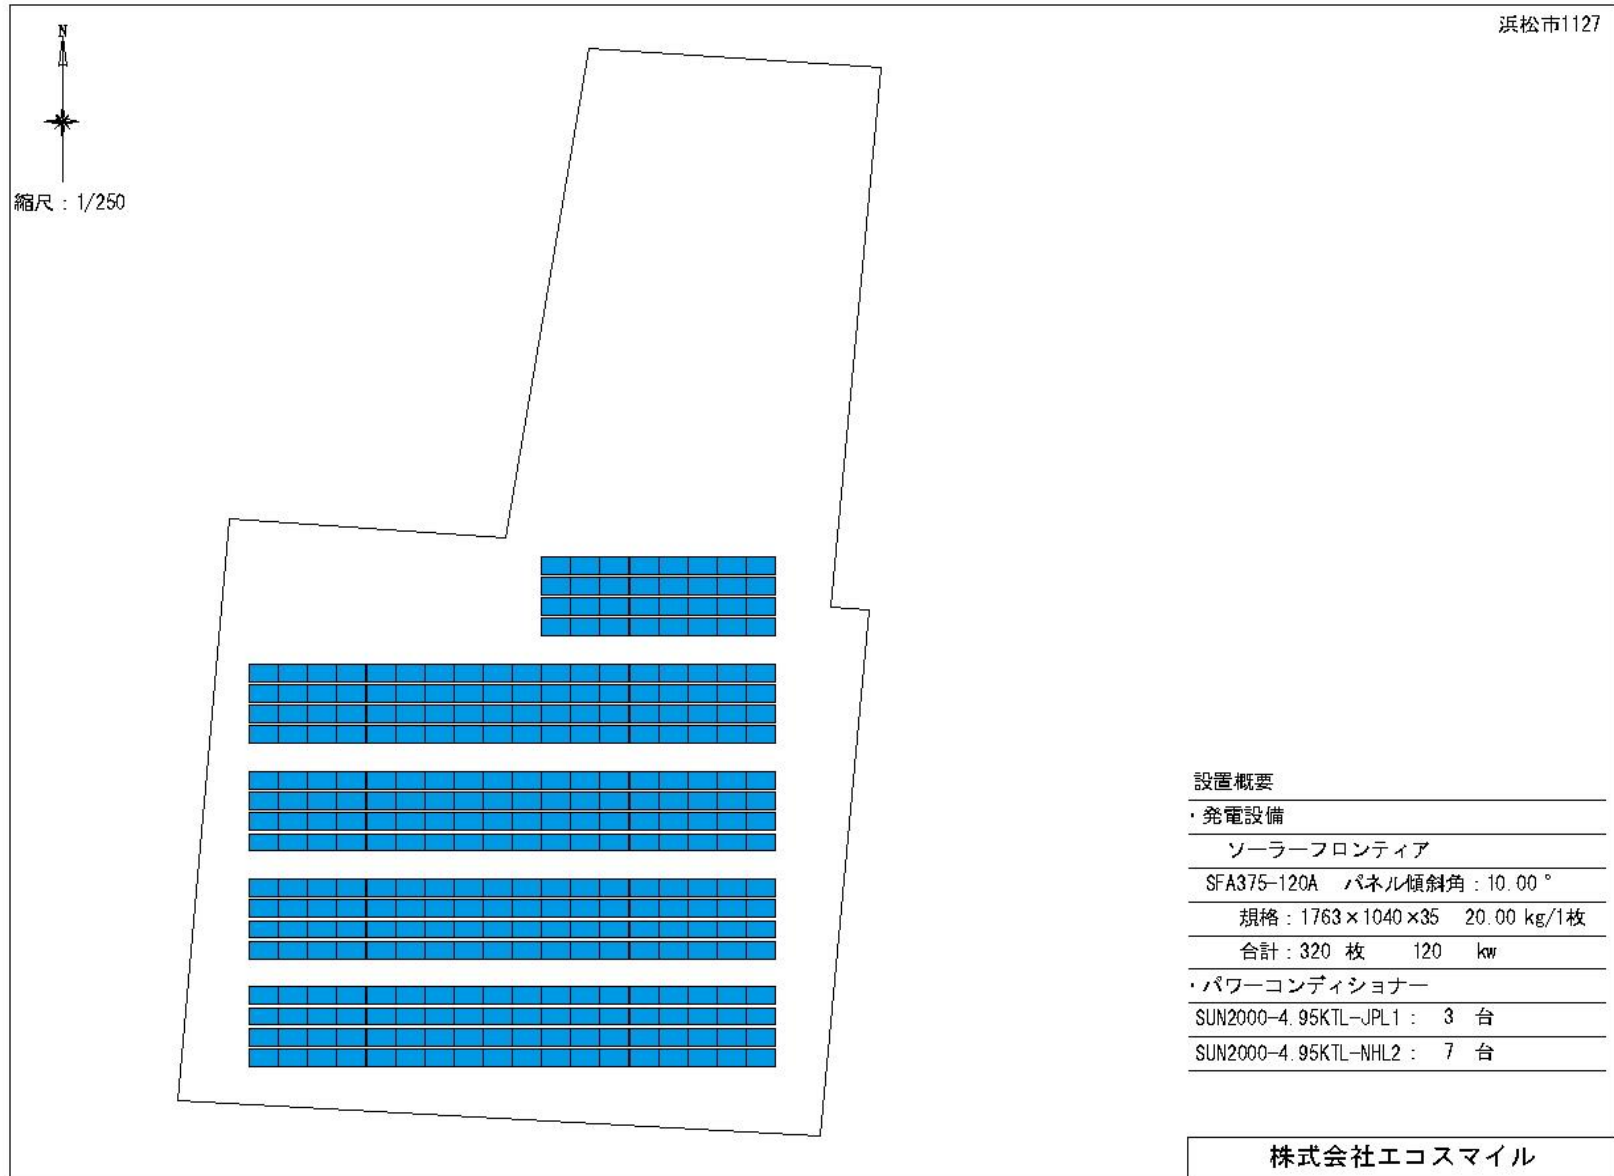 浜松市1127
N
縮尺：1/250
設置概要
・発電設備
ソーラーフロンティア
SFA375-120A パネル傾斜角：10.00°
規格：1763×1040×35 20.00 kg/1枚
合計：320 枚 120 kw
・パワーコンディショナー
SUN2000-4.95KTL-JPL1： 3 台
SUN2000-4.95KTL-NHL2： 7 台
株式会社エコスマイル